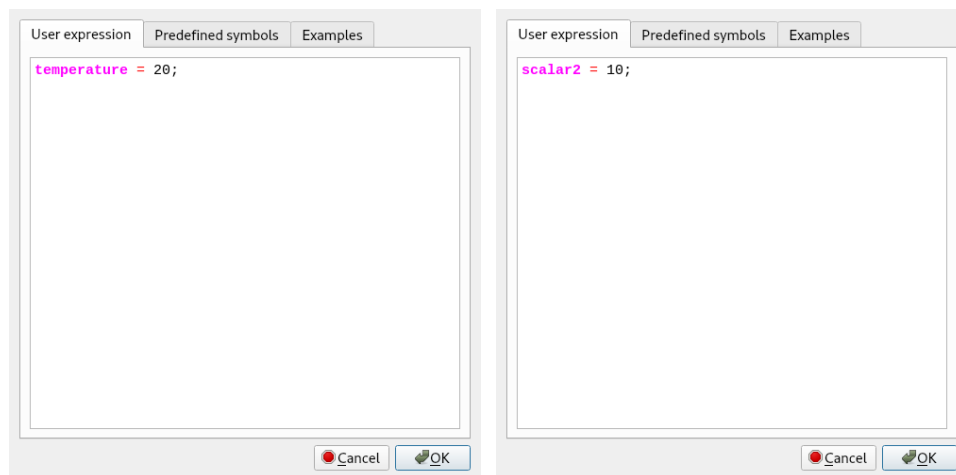 User expression Predefined symbols Examples
temperature = 20;
Cancel OK
User expression Predefined symbols Examples
scalar2 = 10;
Cancel OK